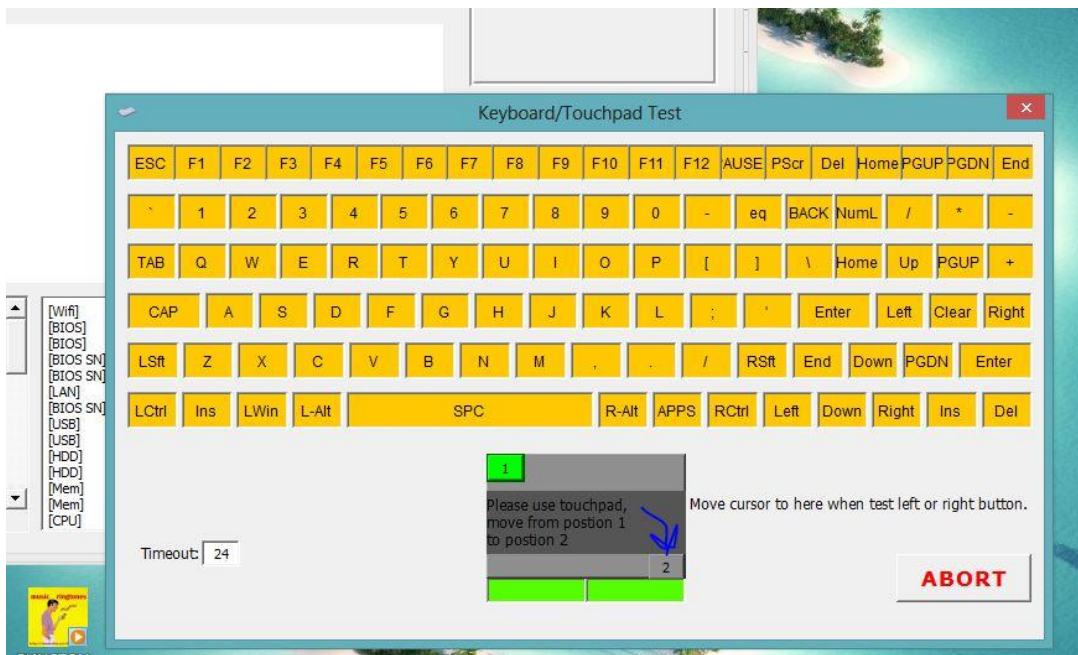 Keyboard/Touchpad Test
ESC F1 F2 F3 F4 F5 F6 F7 F8 F9 F10 F11 F12 'AUSE PScr Del Home PGUP PGDN End
` 1 2 3 4 5 6 7 8 9 0 - eq BACK NumL / * -
TAB Q W E R T Y U I O P [ ] \ Home Up PGUP +
CAP A S D F G H J K L ; ' Enter Left Clear Right
LSft Z X C V B N M , . / RSft End Down PGDN Enter
LCtrl Ins LWin L-Alt SPC R-Alt APPS RCtrl Left Down Right Ins Del
[Wifi]
[BIOS]
[BIOS]
[BIOS SN]
[BIOS SN]
[LAN]
[BIOS SN]
[USB]
[USB]
[HDD]
[HDD]
[Mem]
[Mem]
[CPU]
1
Please use touchpad,
move from postion 1
to postion 2
2
Move cursor to here when test left or right button.
Timeout: 24
ABORT
music ringtones